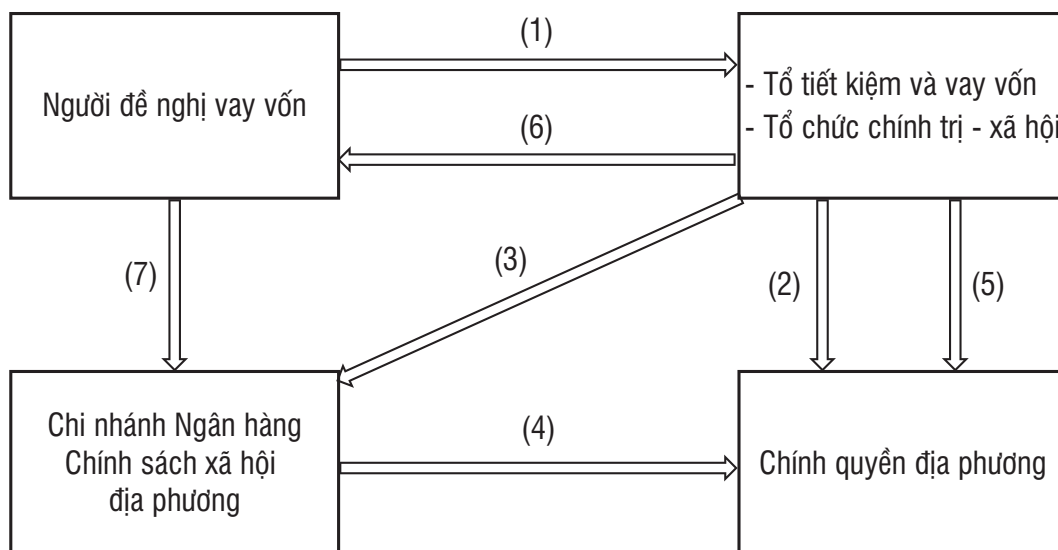 (1)
Người đề nghị vay vốn
- Tổ tiết kiệm và vay vốn
- Tổ chức chính trị - xã hội
(6)
(7)
(3)
(2)
(5)
Chi nhánh Ngân hàng
Chính sách xã hội
địa phương
(4)
Chính quyền địa phương